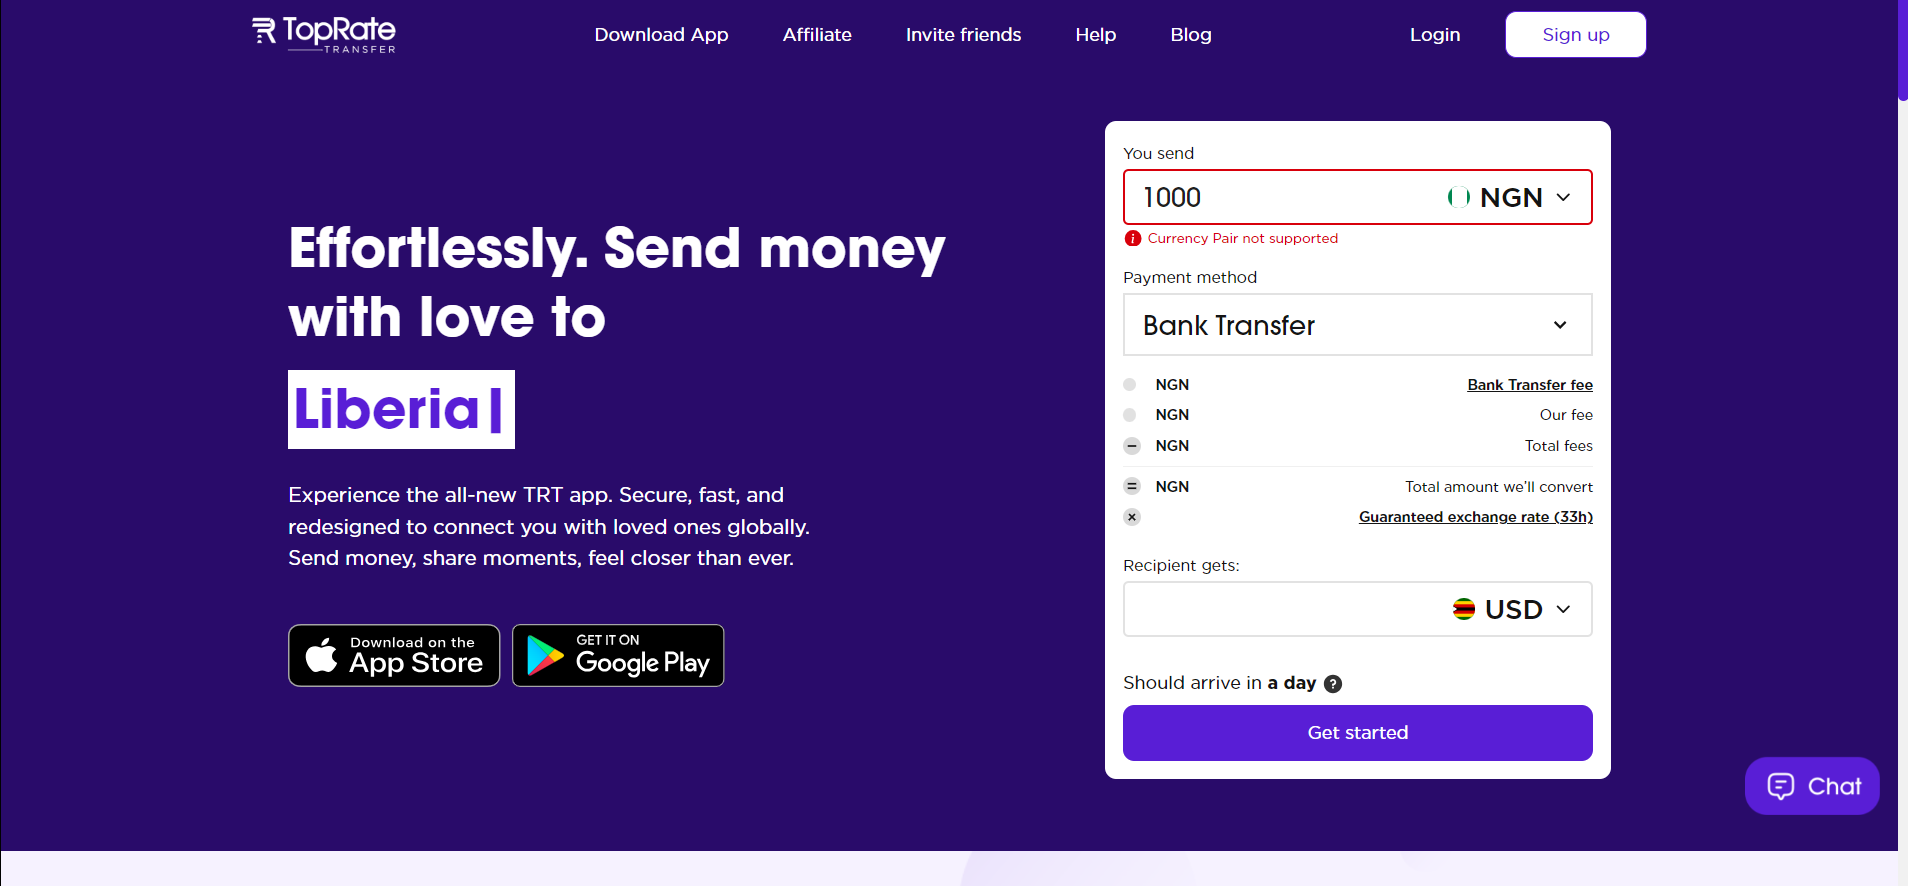 TopRate
TRANSFER
Download App
Affiliate
Invite friends
Help
Blog
Login
Sign up
Effortlessly. Send money
with love to
Liberia|
Experience the all-new TRT app. Secure, fast, and
redesigned to connect you with loved ones globally.
Send money, share moments, feel closer than ever.
Download on the
App Store
GET IT ON
Google Play
You send
1000 NGN
Currency Pair not supported
Payment method
Bank Transfer
NGN Bank Transfer fee
NGN Our fee
NGN Total fees
NGN Total amount we'll convert
Guaranteed exchange rate (33h)
Recipient gets:
USD
Should arrive in a day ?
Get started
Chat